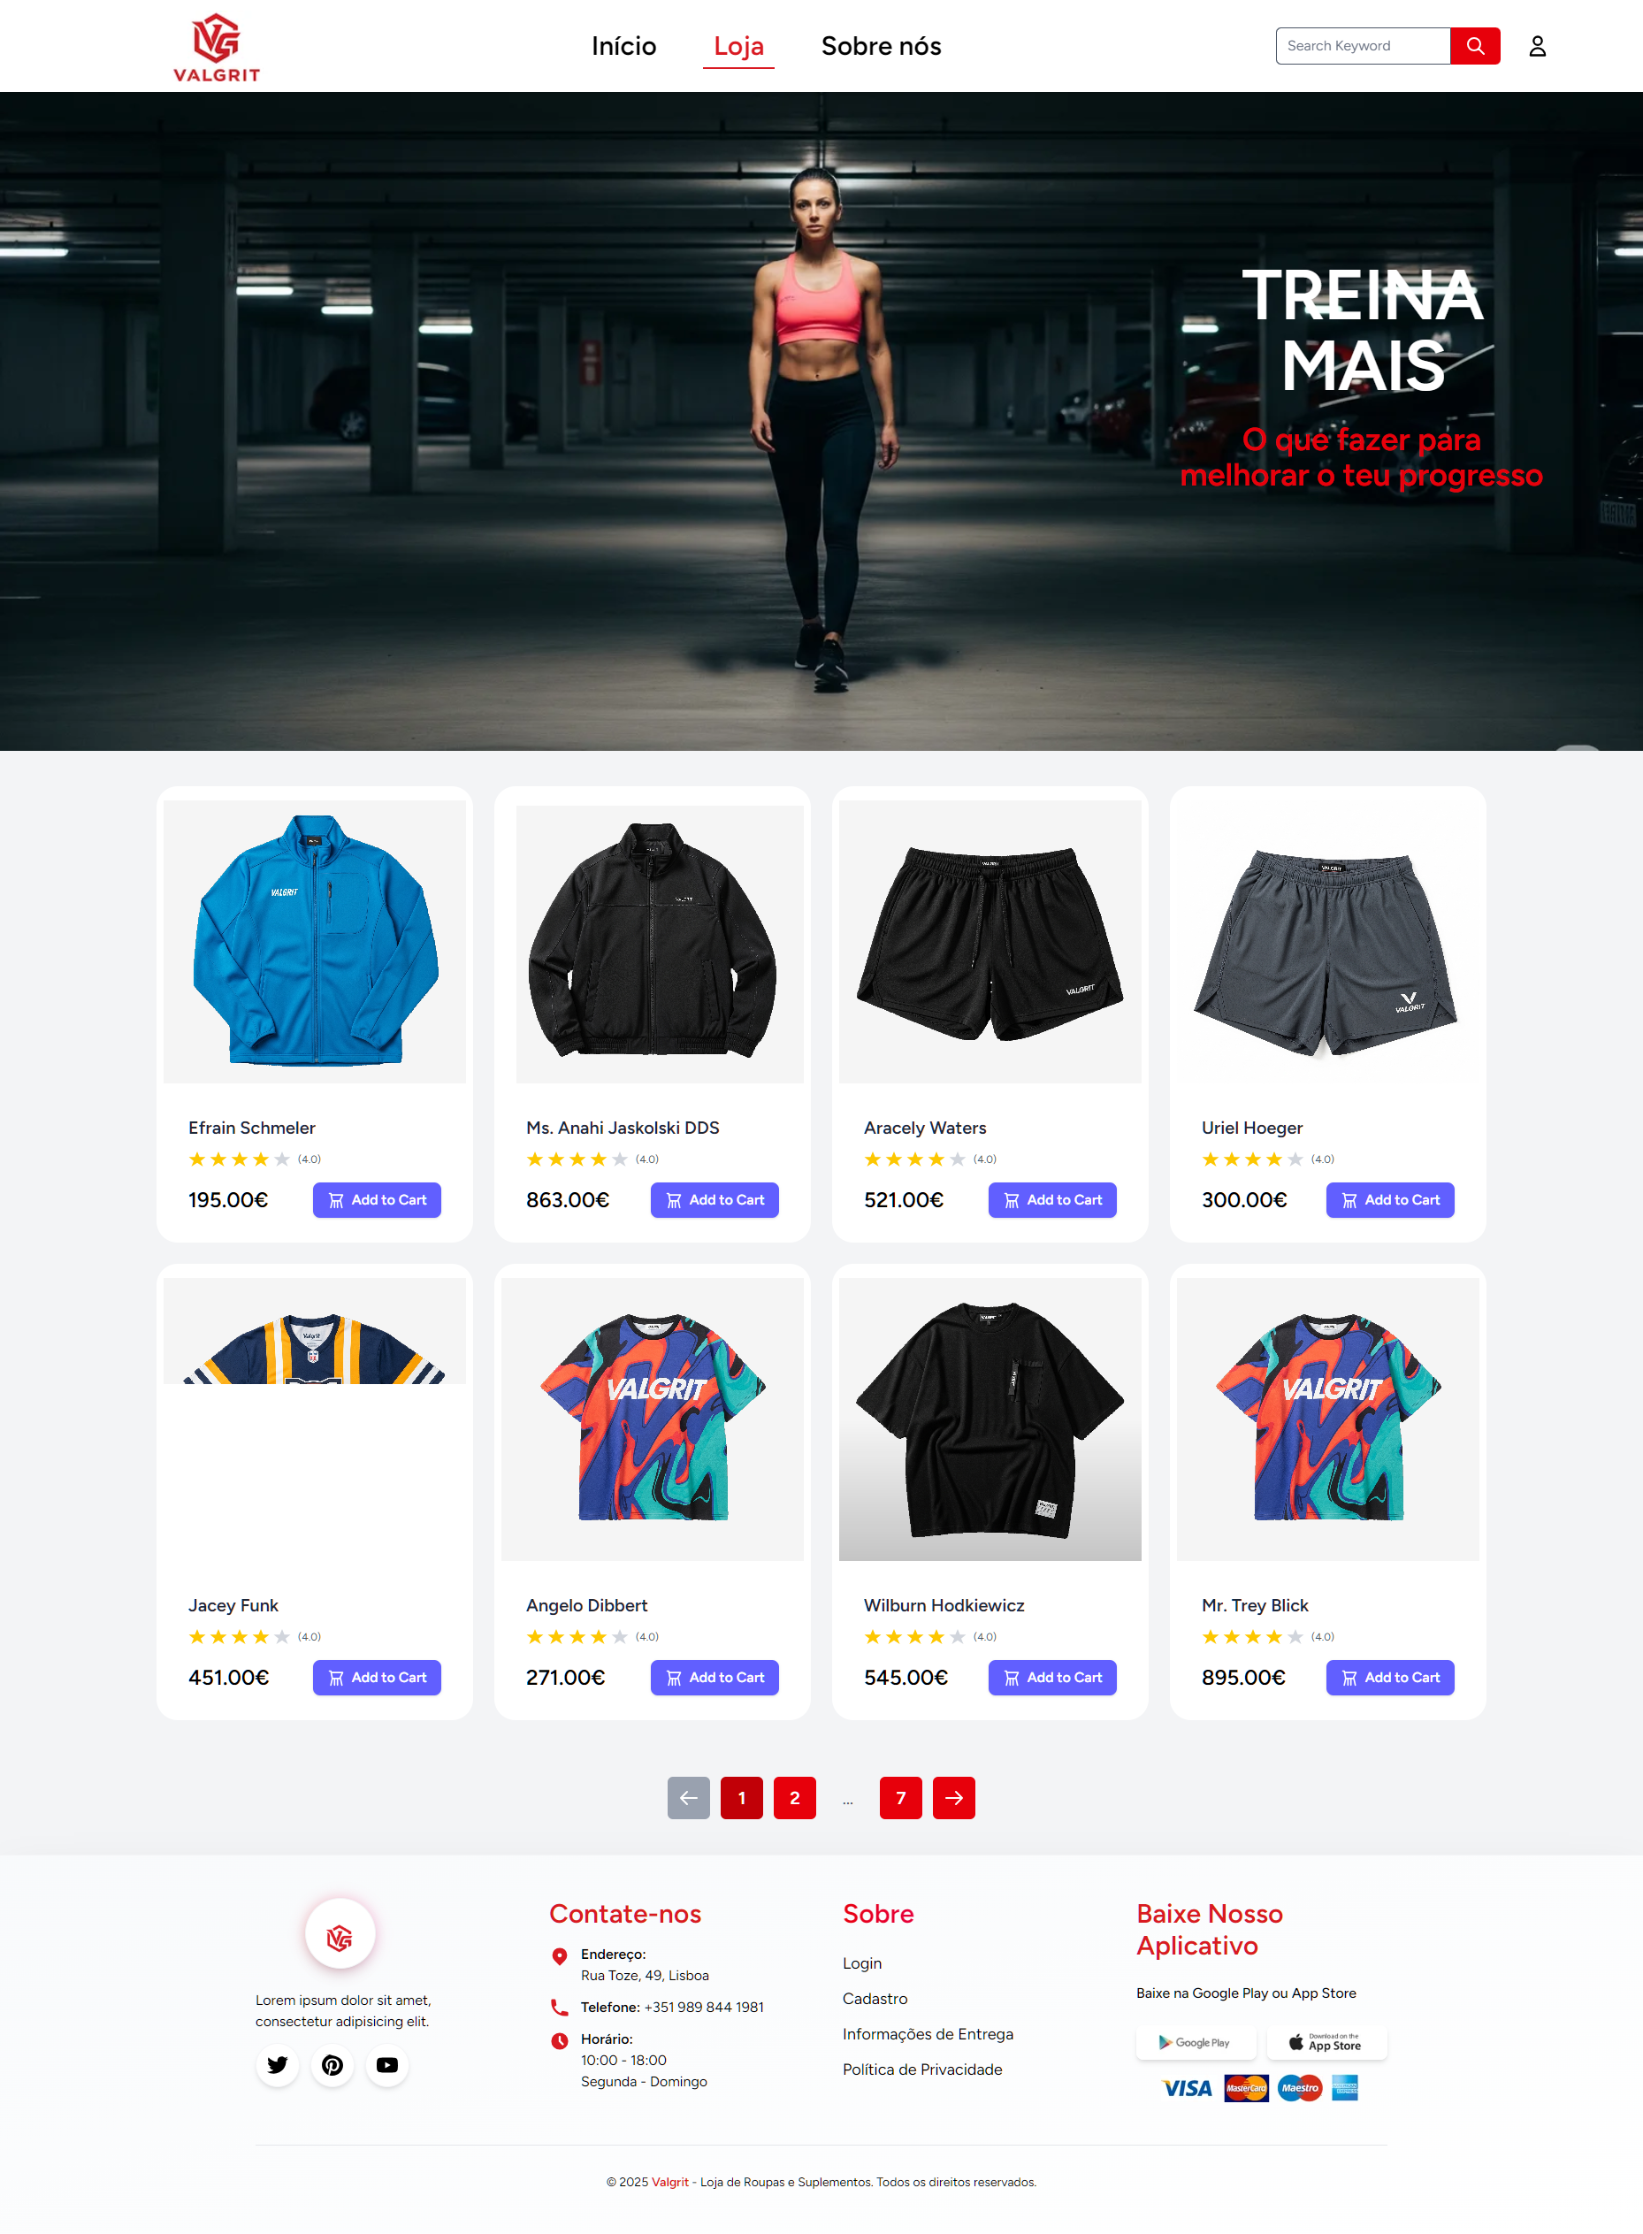 VALGRIT
Início
Loja
Sobre nós
Search Keyword
TREINA
MAIS
O que fazer para
melhorar o teu progresso
VALGRIT
VALGRIT
VALGRIT
VALGRIT
Efrain Schmeler
(4.0)
195.00€
Add to Cart
Ms. Anahi Jaskolski DDS
(4.0)
863.00€
Add to Cart
Aracely Waters
(4.0)
521.00€
Add to Cart
Uriel Hoeger
(4.0)
300.00€
Add to Cart
Valgrit
VALGRIT
VALGRIT
Jacey Funk
(4.0)
451.00€
Add to Cart
Angelo Dibbert
(4.0)
271.00€
Add to Cart
Wilburn Hodkiewicz
(4.0)
545.00€
Add to Cart
Mr. Trey Blick
(4.0)
895.00€
Add to Cart
1
2
...
7
Lorem ipsum dolor sit amet,
consectetur adipisicing elit.
Contate-nos
Endereço:
Rua Toze, 49, Lisboa
Telefone: +351 989 844 1981
Horário:
10:00 - 18:00
Segunda - Domingo
Sobre
Login
Cadastro
Informações de Entrega
Política de Privacidade
Baixe Nosso
Aplicativo
Baixe na Google Play ou App Store
Google Play
Download on the
App Store
VISA
MasterCard
Maestro
© 2025 Valgrit - Loja de Roupas e Suplementos. Todos os direitos reservados.